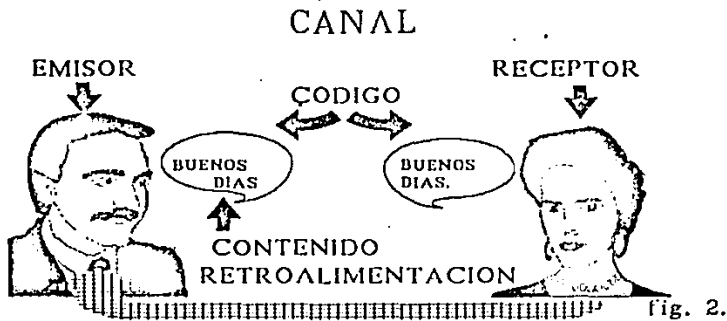 CANAL
EMISOR
RECEPTOR
CODIGO
BUENOS
DIAS
BUENOS
DIAS.
CONTENIDO
RETROALIMENTACION
fig. 2.